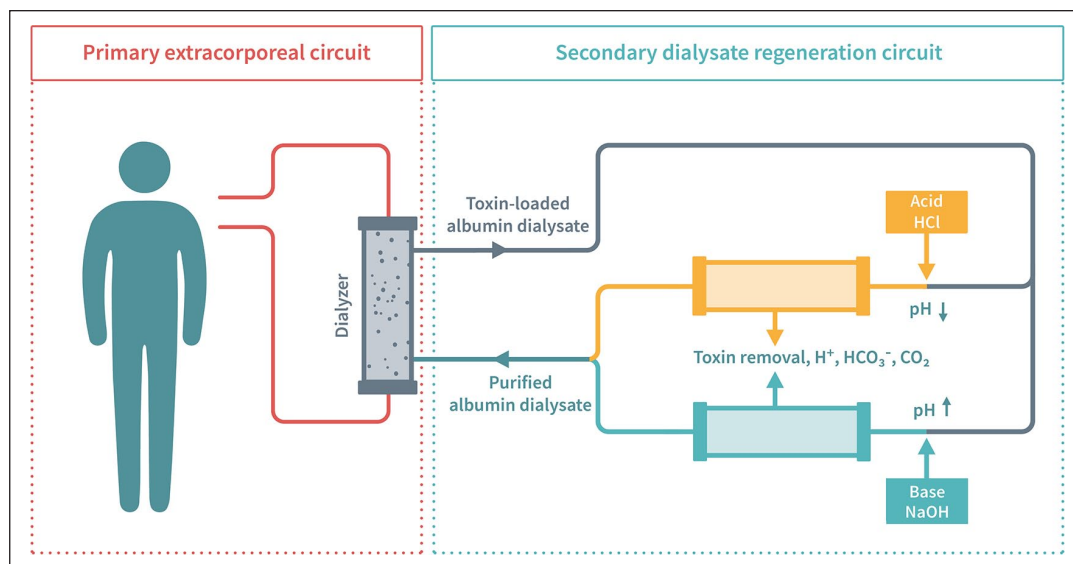 Primary extracorporeal circuit
Secondary dialysate regeneration circuit
Toxin-loaded
albumin dialysate
Acid
HCl
Dialyzer
pH ↓
Toxin removal, H⁺, HCO₃⁻, CO₂
Purified
albumin dialysate
pH ↑
Base
NaOH